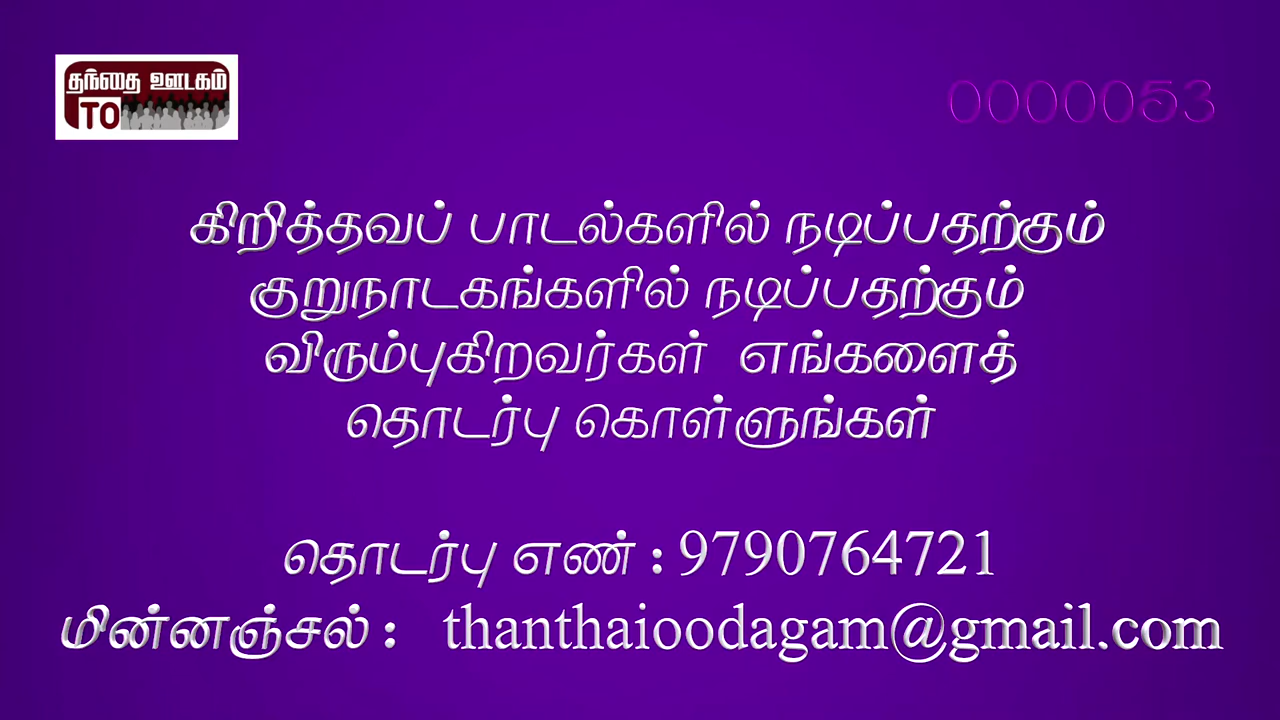 தந்தை ஊடகம்
TO
0000053
கிறித்தவப் பாடல்களில் நடிப்பதற்கும்
குறுநாடகங்களில் நடிப்பதற்கும்
விரும்புகிறவர்கள் எங்களைத்
தொடர்பு கொள்ளுங்கள்
தொடர்பு எண் : 9790764721
மின்னஞ்சல் : thanthaioodagam@gmail.com